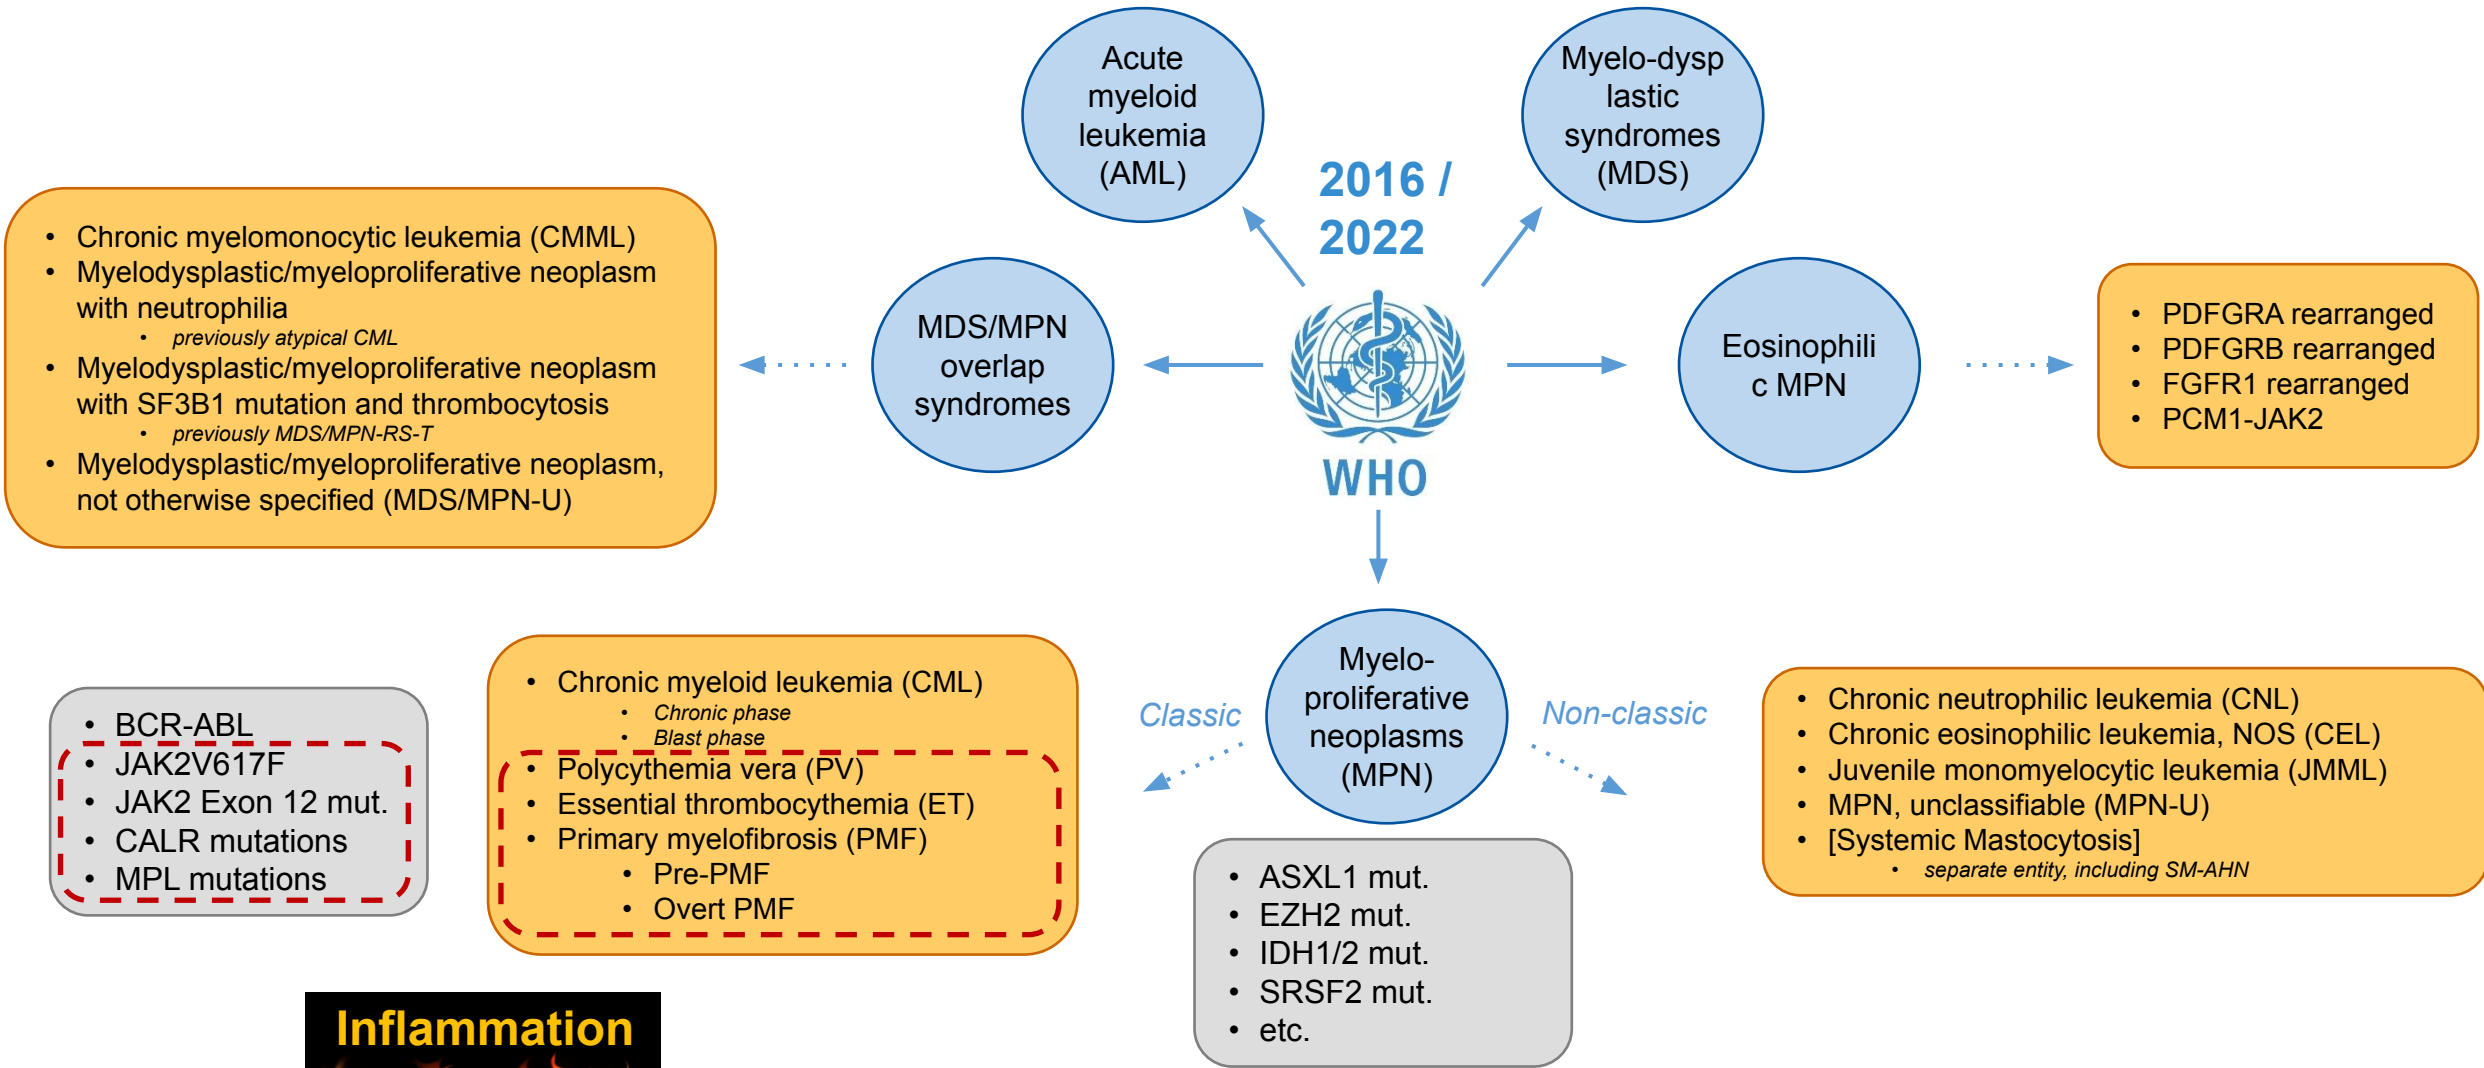 Acute
myeloid
leukemia
(AML)
Myelo-dysp
lastic
syndromes
(MDS)
2016 /
2022
• Chronic myelomonocytic leukemia (CMML)
• Myelodysplastic/myeloproliferative neoplasm
with neutrophilia
• previously atypical CML
• Myelodysplastic/myeloproliferative neoplasm
with SF3B1 mutation and thrombocytosis
• previously MDS/MPN-RS-T
• Myelodysplastic/myeloproliferative neoplasm,
not otherwise specified (MDS/MPN-U)
MDS/MPN
overlap
syndromes
WHO
Eosinophili
c MPN
• PDFGRA rearranged
• PDFGRB rearranged
• FGFR1 rearranged
• PCM1-JAK2
• BCR-ABL
• JAK2V617F
• JAK2 Exon 12 mut.
• CALR mutations
• MPL mutations
• Chronic myeloid leukemia (CML)
• Chronic phase
• Blast phase
• Polycythemia vera (PV)
• Essential thrombocythemia (ET)
• Primary myelofibrosis (PMF)
• Pre-PMF
• Overt PMF
Classic
Myelo-
proliferative
neoplasms
(MPN)
Non-classic
• Chronic neutrophilic leukemia (CNL)
• Chronic eosinophilic leukemia, NOS (CEL)
• Juvenile monomyelocytic leukemia (JMML)
• MPN, unclassifiable (MPN-U)
• [Systemic Mastocytosis]
• separate entity, including SM-AHN
• ASXL1 mut.
• EZH2 mut.
• IDH1/2 mut.
• SRSF2 mut.
• etc.
Inflammation